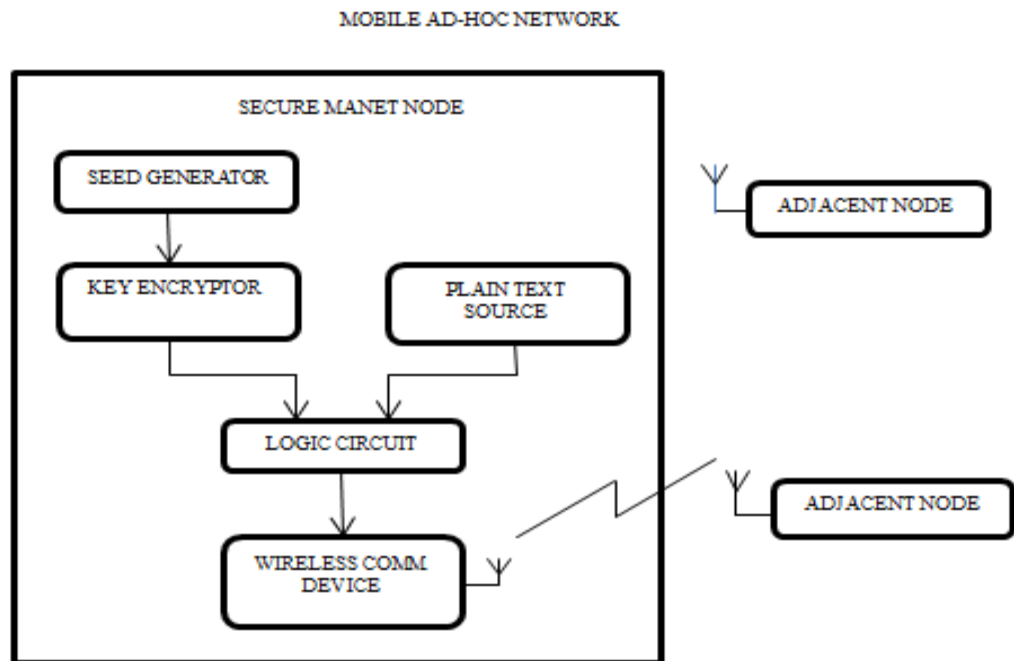 MOBILE AD-HOC NETWORK
SECURE MANET NODE
SEED GENERATOR
ADJACENT NODE
KEY ENCRYPTOR
PLAIN TEXT
SOURCE
LOGIC CIRCUIT
ADJACENT NODE
WIRELESS COMM.
DEVICE